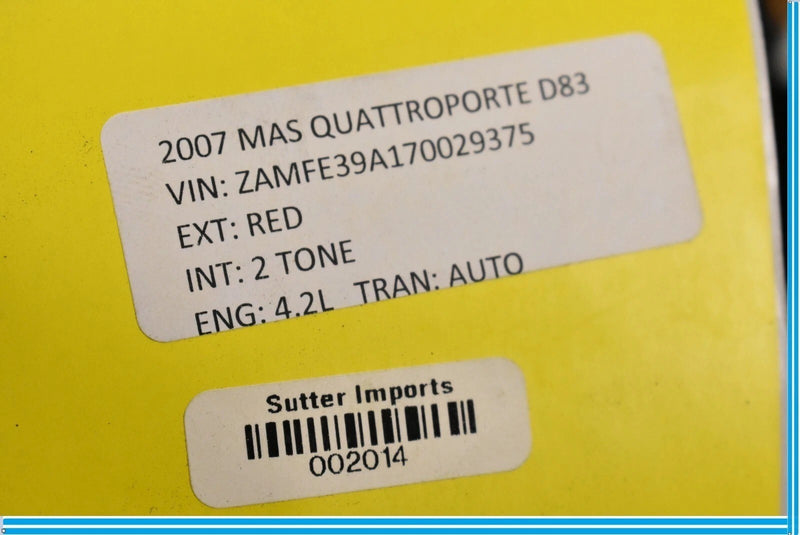 2007 MAS QUATTROPORTE D83
VIN: ZAMFE39A170029375
EXT: RED
INT: 2 TONE
ENG: 4.2L TRAN: AUTO
Sutter Imports
002014